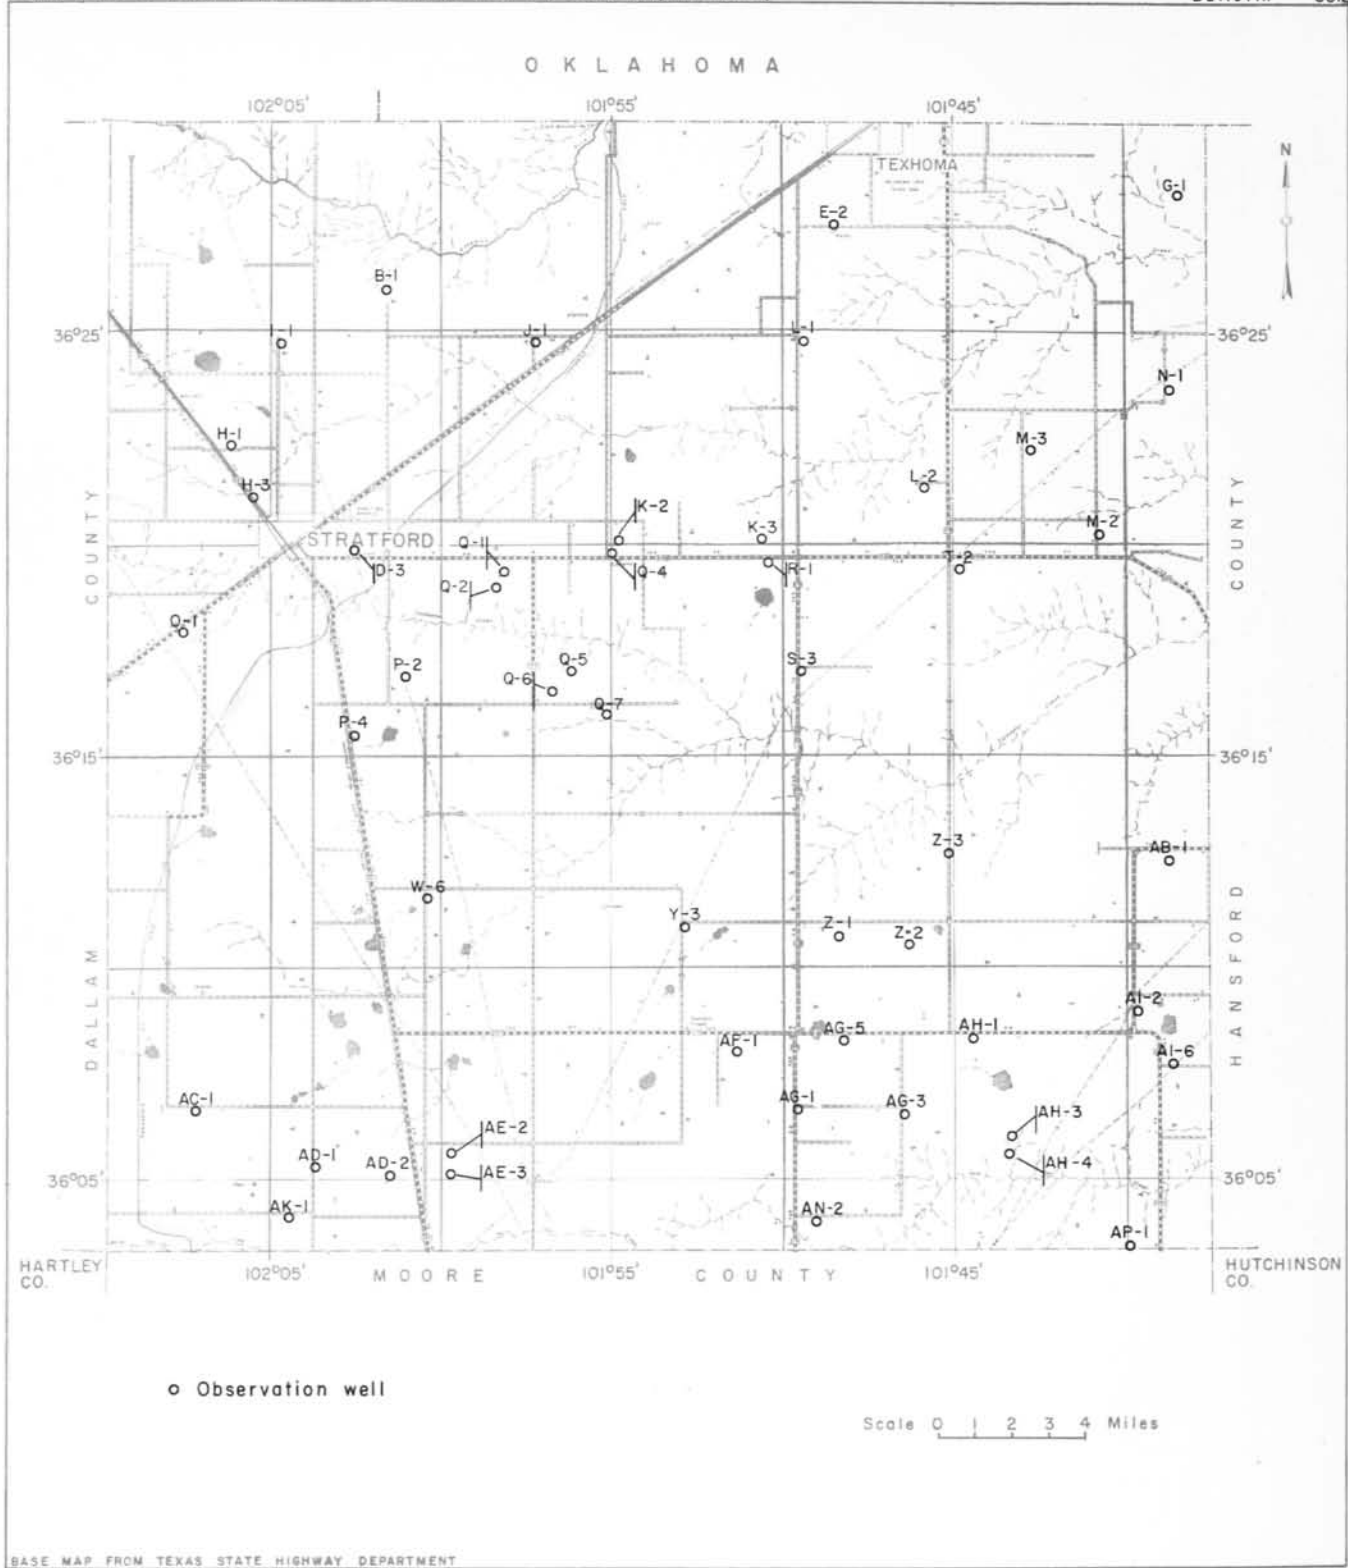 O K L A H O M A
102°05' 101°55' 101°45'
N
TEXHOMA
G-1
E-2
B-1
36°25' I-1 J-1 L-1 36°25'
N-1
H-1 M-3
H-3 L-2
K-2 K-3 M-2
STRATFORD Q-1
D-3 Q-2 Q-4 R-1 T-2
COUNTY COUNTY
O-1
P-2 Q-5 S-3
Q-6
Q-7
P-4
36°15' 36°15'
Z-3 AB-1
W-6
Y-3 Z-1 Z-2
DALLAM HANSFORD
AI-2
AF-1 AG-5 AH-1
AI-6
AC-1 AG-1 AG-3 AH-3
AE-2
AD-1 AD-2 AE-3 AH-4
36°05' 36°05'
AK-1 AN-2
AP-1
HARTLEY CO. 102°05' M O O R E 101°55' C O U N T Y 101°45' HUTCHINSON CO.
o Observation well
Scale 0 1 2 3 4 Miles
BASE MAP FROM TEXAS STATE HIGHWAY DEPARTMENT